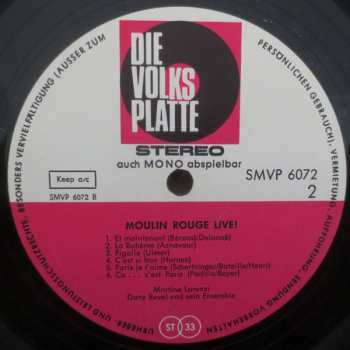 DIE
VOLKS
PLATTE
STEREO
auch MONO abspielbar
Keep a/c
SMVP 6072 B
SMVP 6072
2
MOULIN ROUGE LIVE!
1. Et maintenant (Bécaud/Delanoë)
2. La Bohème (Aznavour)
3. Pigalle (Ulmer)
4. C'est si bon (Hornez)
5. Paris je t'aime (Schertzinger/Bataille/Henri)
6. Ca... c'est Paris (Padilla/Boyer)
Martine Lorenzi
Dany Revel and sein Ensemble
ST 33
URHEBER- UND LEISTUNGSSCHUTZRECHTE, BESONDERS VERVIELFÄLTIGUNG (AUSSER ZUM PERSÖNLICHEN GEBRAUCH), VERMIETUNG, AUFFÜHRUNG, SENDUNG VORBEHALTEN